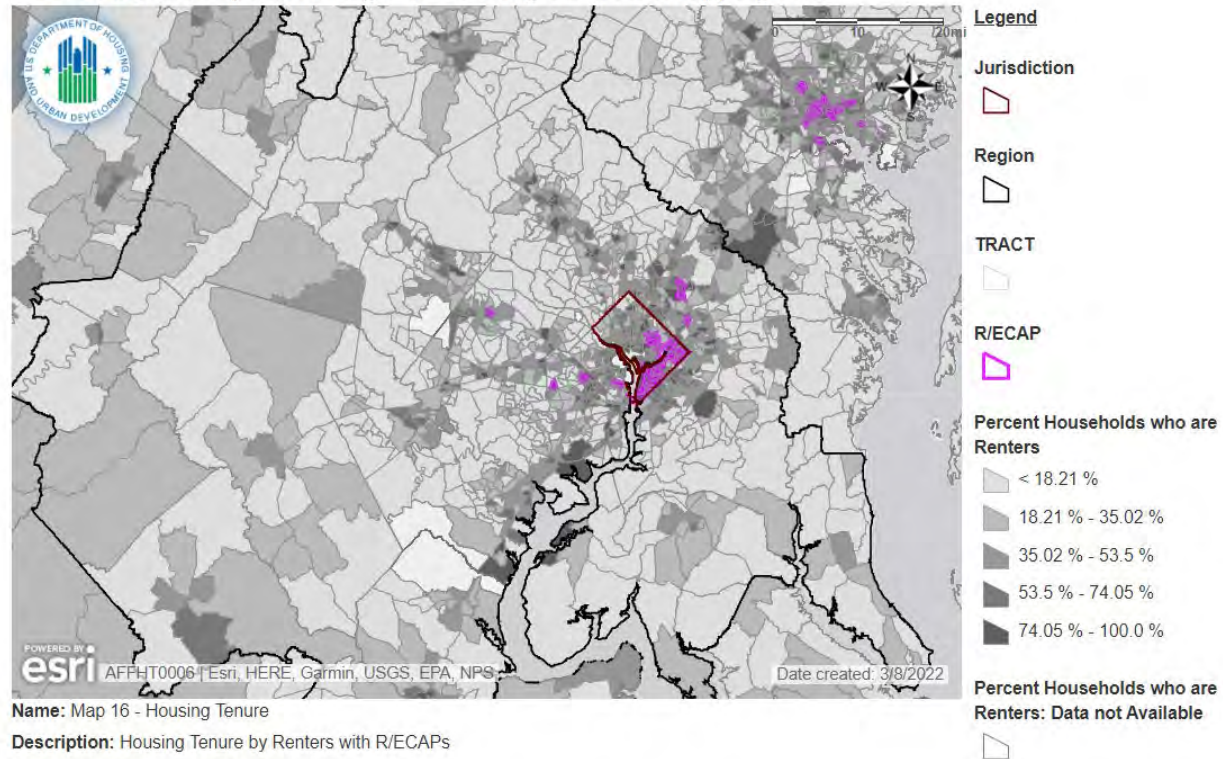 US DEPARTMENT OF HOUSING
AND URBAN DEVELOPMENT
0 10 20mi
N
W E
S
POWERED BY
esri
AFFHT0006 | Esri, HERE, Garmin, USGS, EPA, NPS
Date created: 3/8/2022
Name: Map 16 - Housing Tenure
Description: Housing Tenure by Renters with R/ECAPs
Legend
Jurisdiction
Region
TRACT
R/ECAP
Percent Households who are
Renters
< 18.21 %
18.21 % - 35.02 %
35.02 % - 53.5 %
53.5 % - 74.05 %
74.05 % - 100.0 %
Percent Households who are
Renters: Data not Available